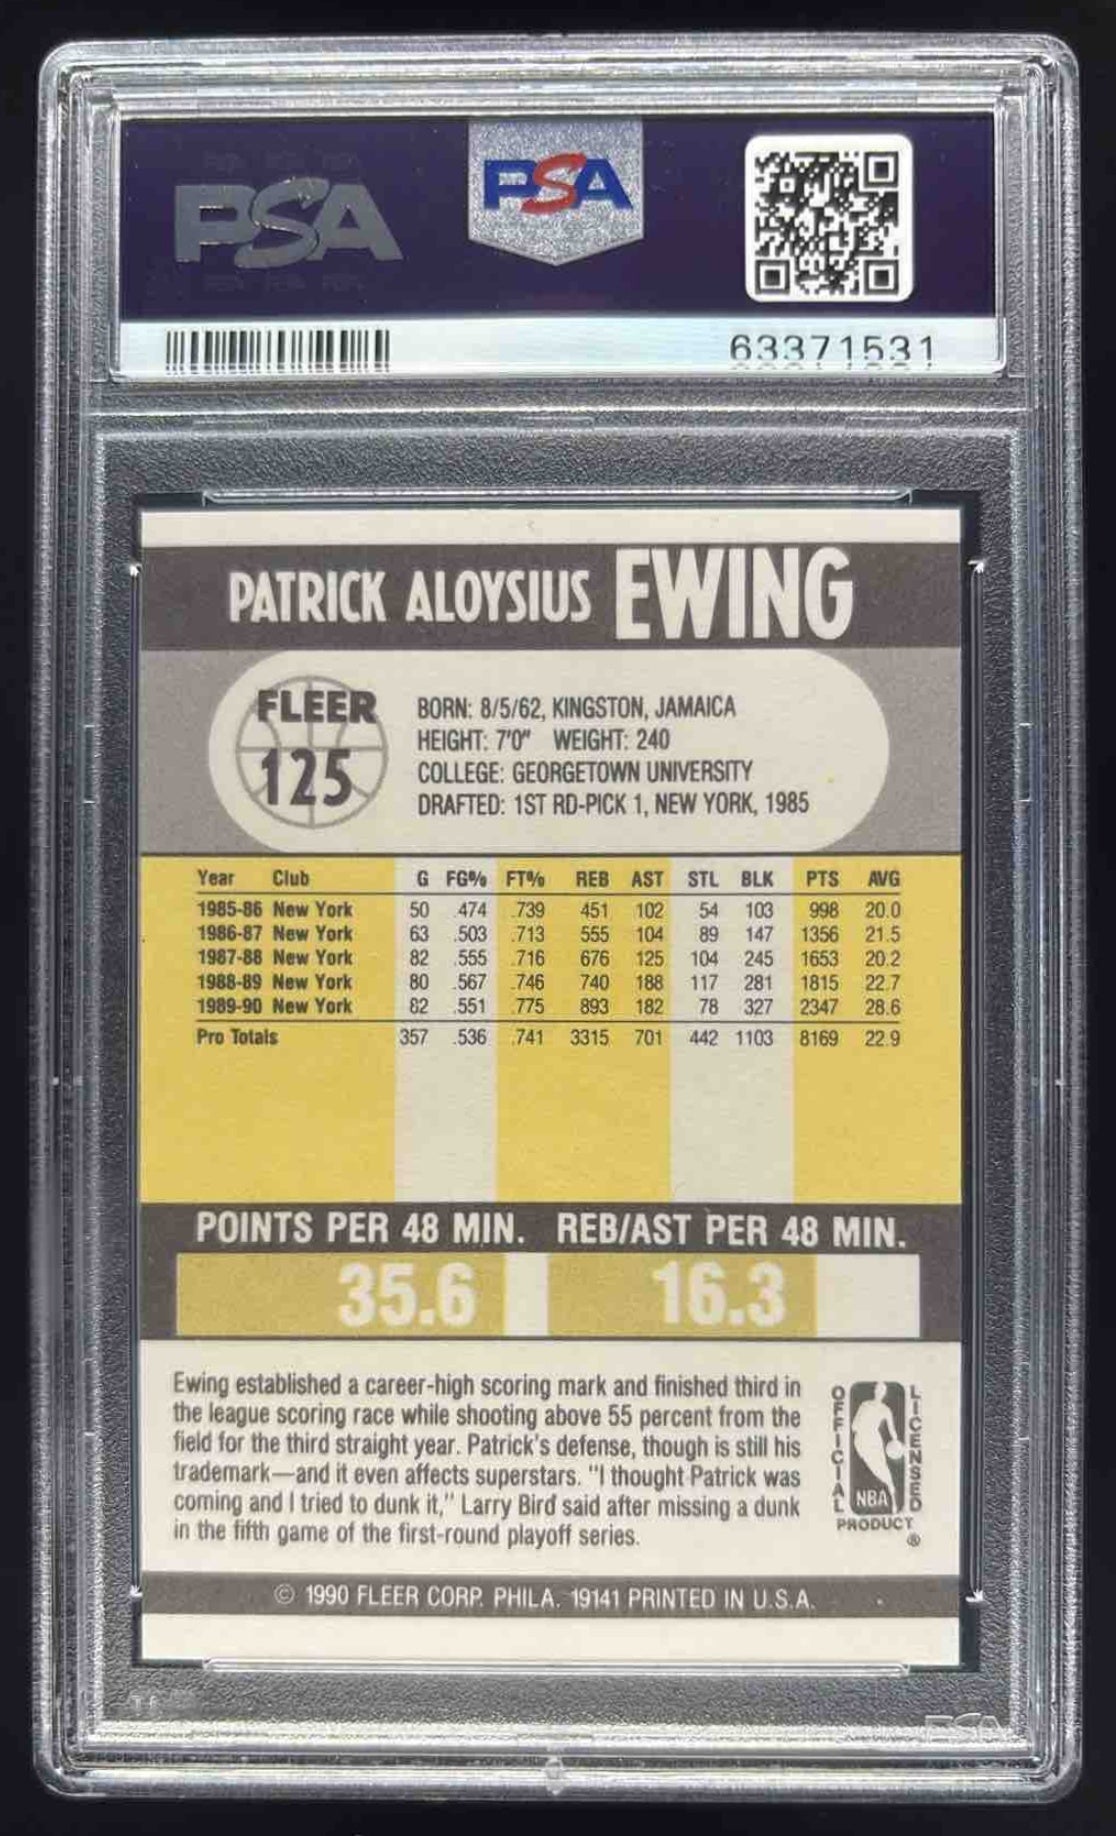 PSA
PSA
63371531
PATRICK ALOYSIUS EWING
FLEER
125
BORN: 8/5/62, KINGSTON, JAMAICA
HEIGHT: 7'0" WEIGHT: 240
COLLEGE: GEORGETOWN UNIVERSITY
DRAFTED: 1ST RD-PICK 1, NEW YORK, 1985
Year Club G FG% FT% REB AST STL BLK PTS AVG
1985-86 New York 50 .474 .739 451 102 54 103 998 20.0
1986-87 New York 63 .503 .713 555 104 89 147 1356 21.5
1987-88 New York 82 .555 .716 676 125 104 245 1653 20.2
1988-89 New York 80 .567 .746 740 188 117 281 1815 22.7
1989-90 New York 82 .551 .775 893 182 78 327 2347 28.6
Pro Totals 357 .536 .741 3315 701 442 1103 8169 22.9
POINTS PER 48 MIN. REB/AST PER 48 MIN.
35.6 16.3
Ewing established a career-high scoring mark and finished third in
the league scoring race while shooting above 55 percent from the
field for the third straight year. Patrick's defense, though is still his
trademark—and it even affects superstars. "I thought Patrick was
coming and I tried to dunk it," Larry Bird said after missing a dunk
in the fifth game of the first-round playoff series.
OFFICIAL LICENSED
NBA
PRODUCT
®
© 1990 FLEER CORP. PHILA. 19141 PRINTED IN U.S.A.
PSA